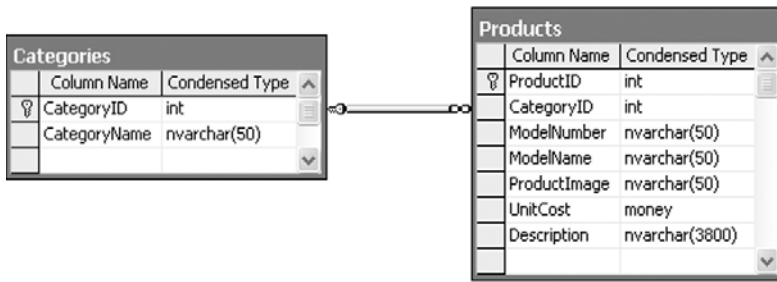 Categories
Column Name Condensed Type
CategoryID int
CategoryName nvarchar(50)
Products
Column Name Condensed Type
ProductID int
CategoryID int
ModelNumber nvarchar(50)
ModelName nvarchar(50)
ProductImage nvarchar(50)
UnitCost money
Description nvarchar(3800)